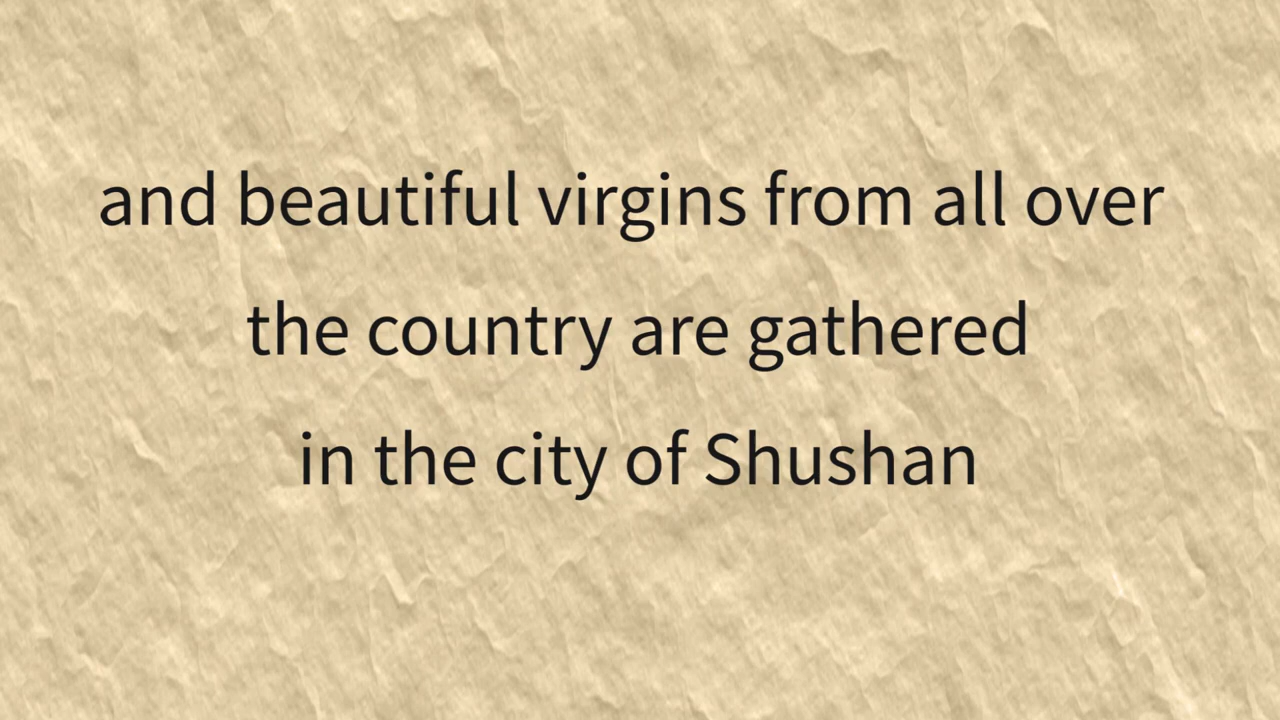 and beautiful virgins from all over
the country are gathered
in the city of Shushan